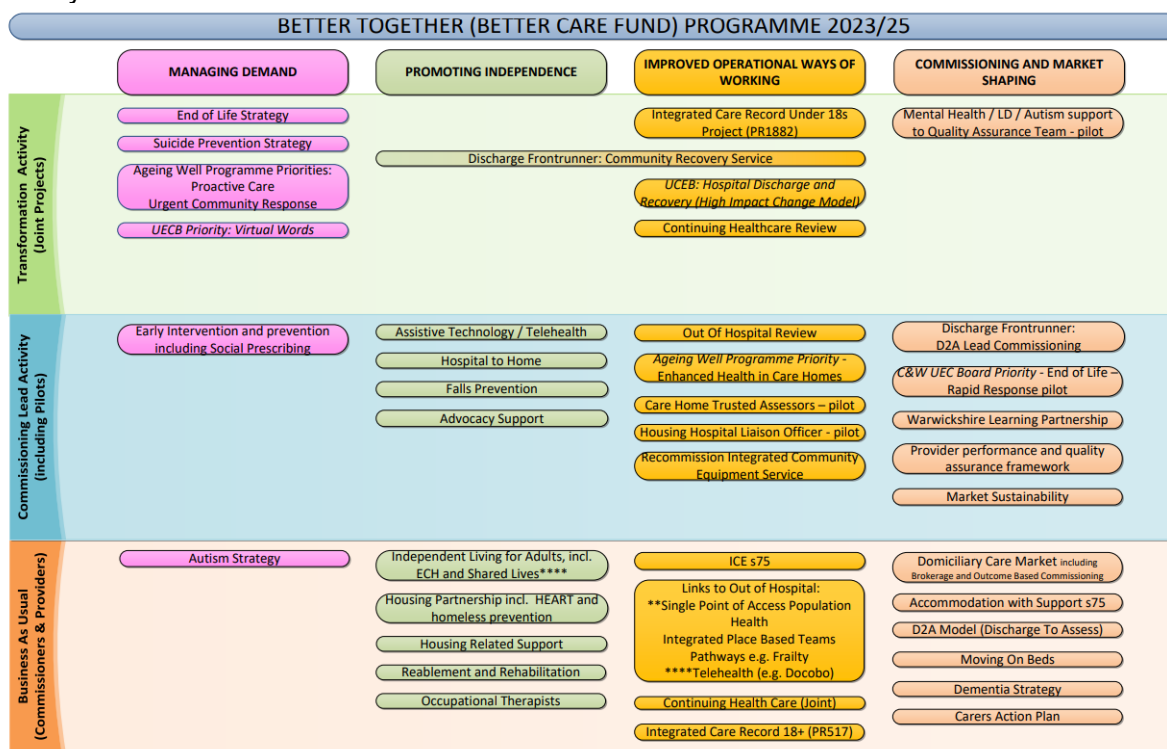 BETTER TOGETHER (BETTER CARE FUND) PROGRAMME 2023/25
MANAGING DEMAND
PROMOTING INDEPENDENCE
IMPROVED OPERATIONAL WAYS OF
WORKING
COMMISSIONING AND MARKET
SHAPING
Transformation Activity
(Joint Projects)
End of Life Strategy
Suicide Prevention Strategy
Ageing Well Programme Priorities:
Proactive Care
Urgent Community Response
UECB Priority: Virtual Words
Discharge Frontrunner: Community Recovery Service
Integrated Care Record Under 18s
Project (PR1882)
UCEB: Hospital Discharge and
Recovery (High Impact Change Model)
Continuing Healthcare Review
Mental Health / LD / Autism support
to Quality Assurance Team - pilot
Commissioning Lead Activity
(including Pilots)
Early Intervention and prevention
including Social Prescribing
Assistive Technology / Telehealth
Hospital to Home
Falls Prevention
Advocacy Support
Out Of Hospital Review
Ageing Well Programme Priority -
Enhanced Health in Care Homes
Care Home Trusted Assessors – pilot
Housing Hospital Liaison Officer - pilot
Recommission Integrated Community
Equipment Service
Discharge Frontrunner:
D2A Lead Commissioning
C&W UEC Board Priority - End of Life –
Rapid Response pilot
Warwickshire Learning Partnership
Provider performance and quality
assurance framework
Market Sustainability
Business As Usual
(Commissioners & Providers)
Autism Strategy
Independent Living for Adults, incl.
ECH and Shared Lives****
Housing Partnership incl. HEART and
homeless prevention
Housing Related Support
Reablement and Rehabilitation
Occupational Therapists
ICE s75
Links to Out of Hospital:
**Single Point of Access Population
Health
Integrated Place Based Teams
Pathways e.g. Frailty
****Telehealth (e.g. Docobo)
Continuing Health Care (Joint)
Integrated Care Record 18+ (PR517)
Domiciliary Care Market including
Brokerage and Outcome Based Commissioning
Accommodation with Support s75
D2A Model (Discharge To Assess)
Moving On Beds
Dementia Strategy
Carers Action Plan